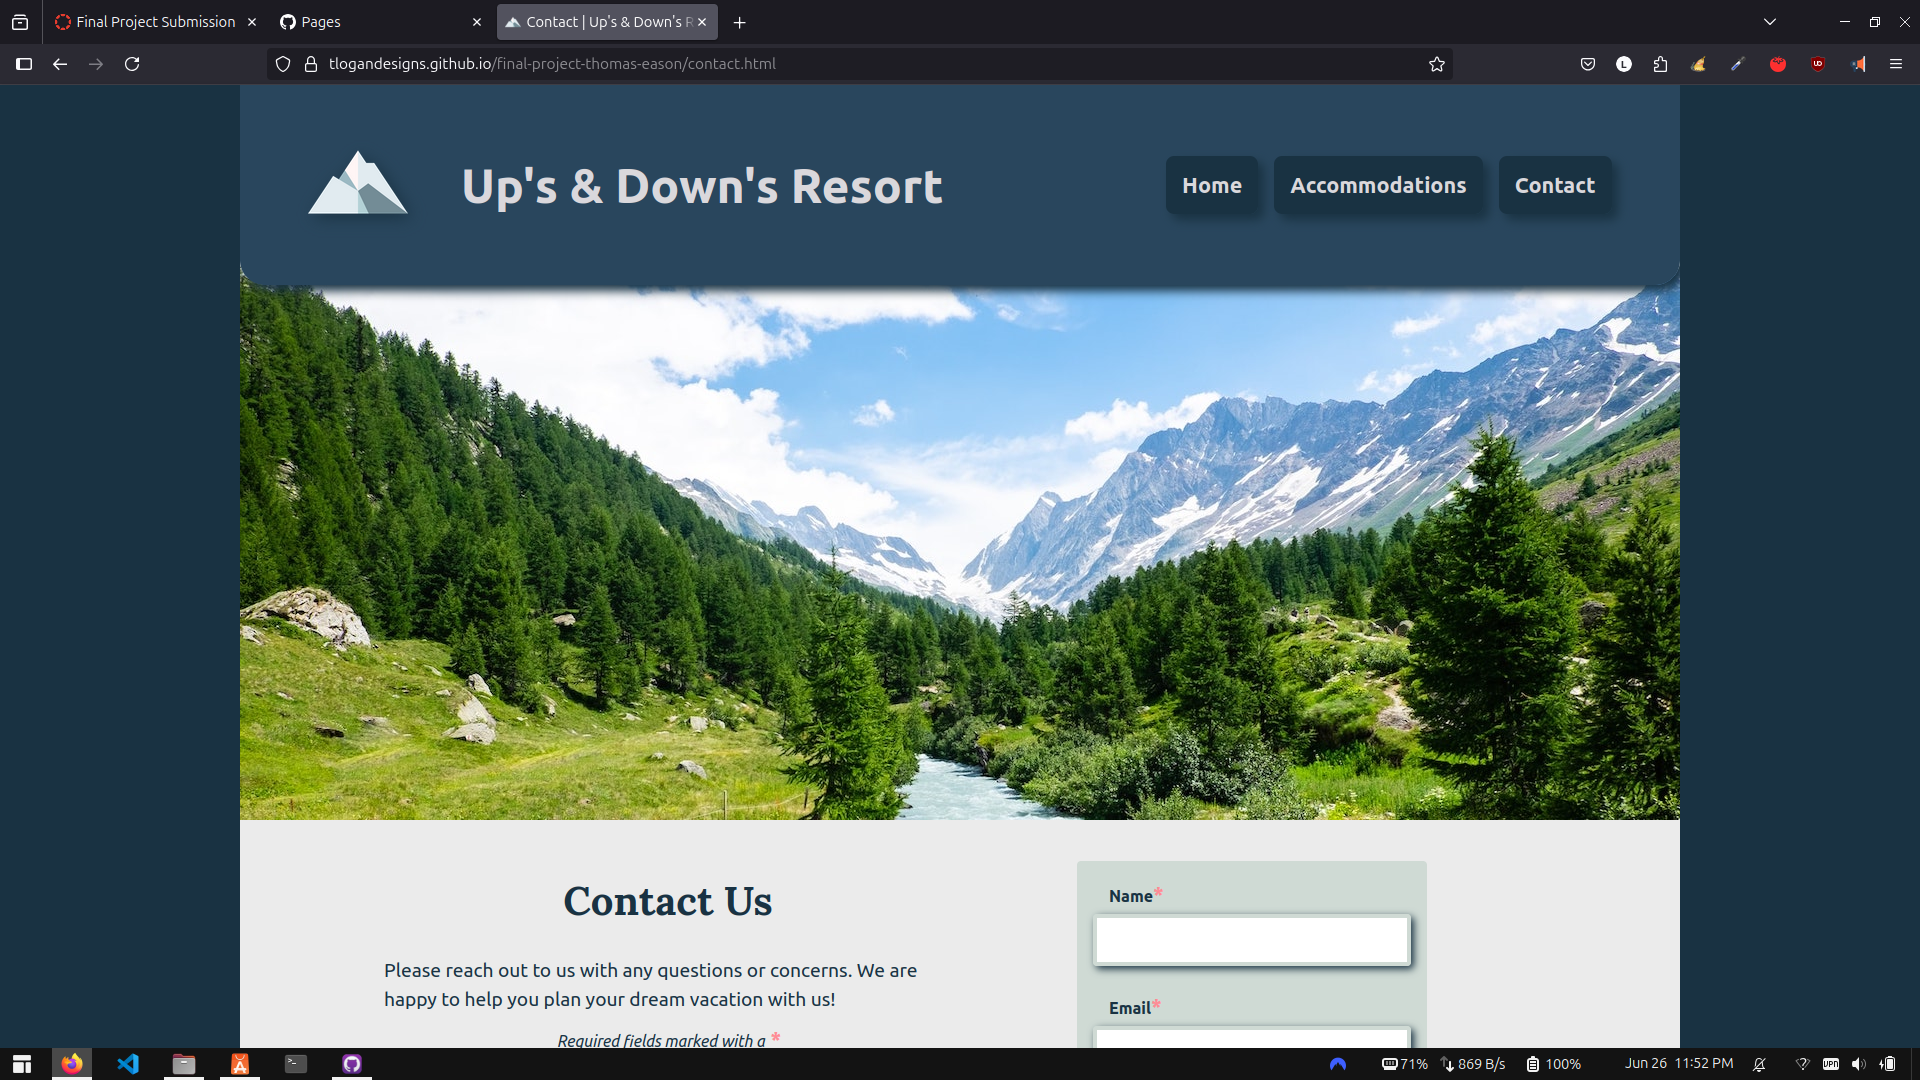 Final Project Submission
Pages
Contact | Up's & Down's R
tlogandesigns.github.io/final-project-thomas-eason/contact.html
L
UD
Up's & Down's Resort
Home
Accommodations
Contact
Contact Us
Please reach out to us with any questions or concerns. We are
happy to help you plan your dream vacation with us!
Required fields marked with a *
Name*
Email*
71%
869 B/s
100%
Jun 26 11:52 PM
VPN